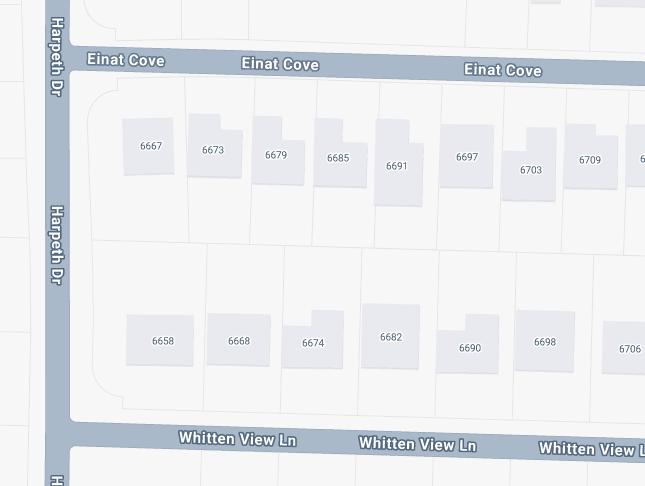 Harpeth Dr
Einat Cove
Einat Cove
Einat Cove
6667
6673
6679
6685
6691
6697
6703
6709
6
Harpeth Dr
6658
6668
6674
6682
6690
6698
6706
Whitten View Ln
Whitten View Ln
Whitten View L
H